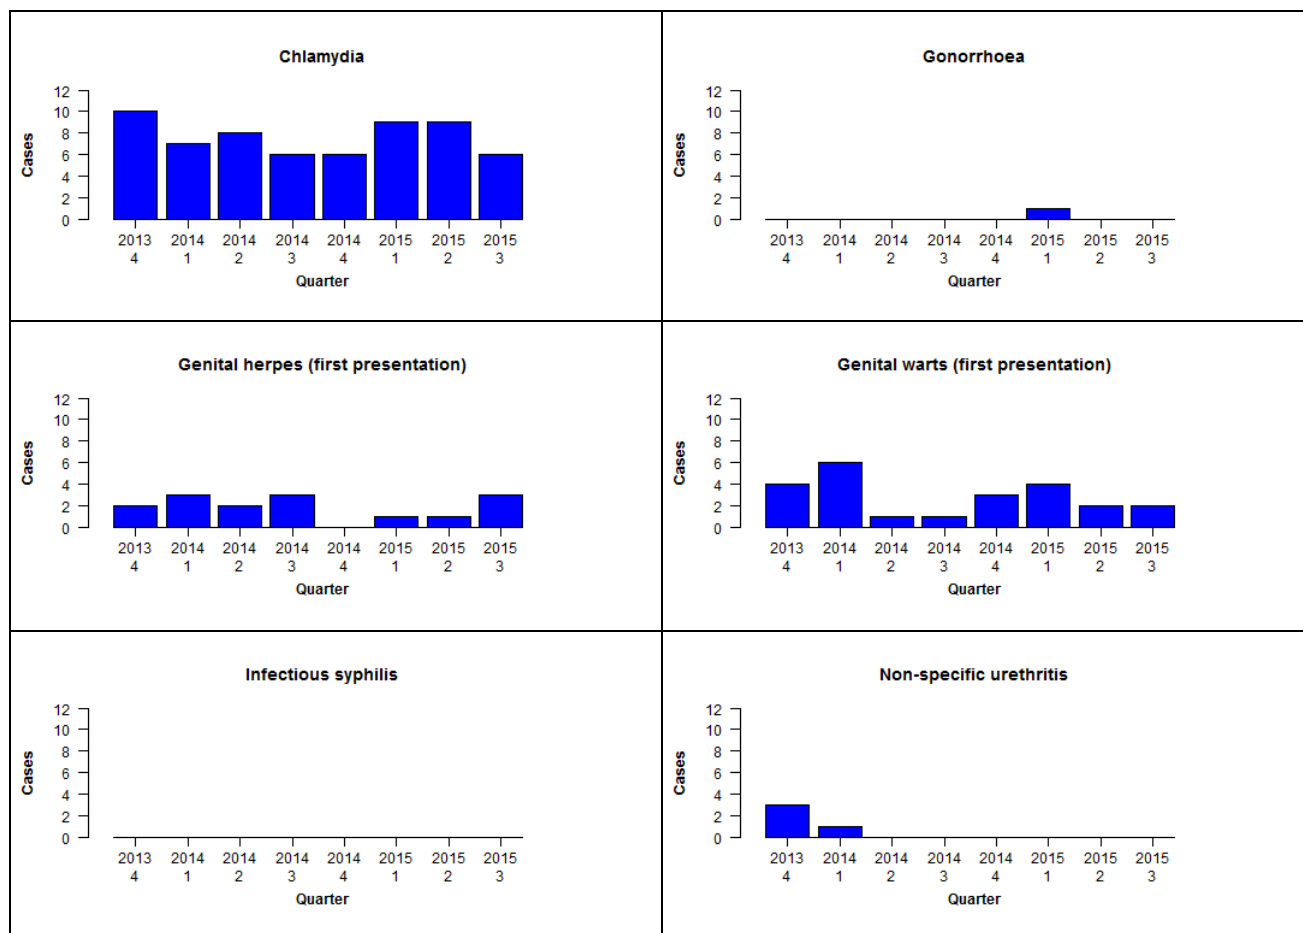 Chlamydia
12
10
8
6
4
2
0
Cases
2013 2014 2014 2014 2014 2015 2015 2015
4 1 2 3 4 1 2 3
Quarter
Gonorrhoea
12
10
8
6
4
2
0
Cases
2013 2014 2014 2014 2014 2015 2015 2015
4 1 2 3 4 1 2 3
Quarter
Genital herpes (first presentation)
12
10
8
6
4
2
0
Cases
2013 2014 2014 2014 2014 2015 2015 2015
4 1 2 3 4 1 2 3
Quarter
Genital warts (first presentation)
12
10
8
6
4
2
0
Cases
2013 2014 2014 2014 2014 2015 2015 2015
4 1 2 3 4 1 2 3
Quarter
Infectious syphilis
12
10
8
6
4
2
0
Cases
2013 2014 2014 2014 2014 2015 2015 2015
4 1 2 3 4 1 2 3
Quarter
Non-specific urethritis
12
10
8
6
4
2
0
Cases
2013 2014 2014 2014 2014 2015 2015 2015
4 1 2 3 4 1 2 3
Quarter